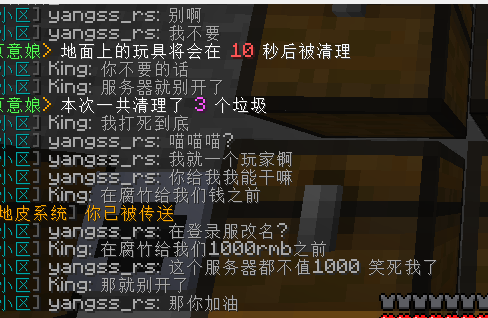 小区] yangss_rs: 别啊
小区] yangss_rs: 我不要
意娘> 地面上的玩具将会在 10 秒后被清理
小区] King: 你不要的话
小区] King: 服务器就别开了
意娘> 本次一共清理了 3 个垃圾
小区] King: 我打死到底
小区] yangss_rs: 喵喵喵?
小区] yangss_rs: 我就一个玩家啊
小区] yangss_rs: 你给我我能干嘛
小区] King: 在腐竹给我们钱之前
地皮系统] 你已被传送
小区] yangss_rs: 在登录服改名?
小区] King: 在腐竹给我们1000rmb之前
小区] yangss_rs: 这个服务器都不值1000 笑死我了
小区] King: 那就别开了
小区] yangss_rs: 那你加油